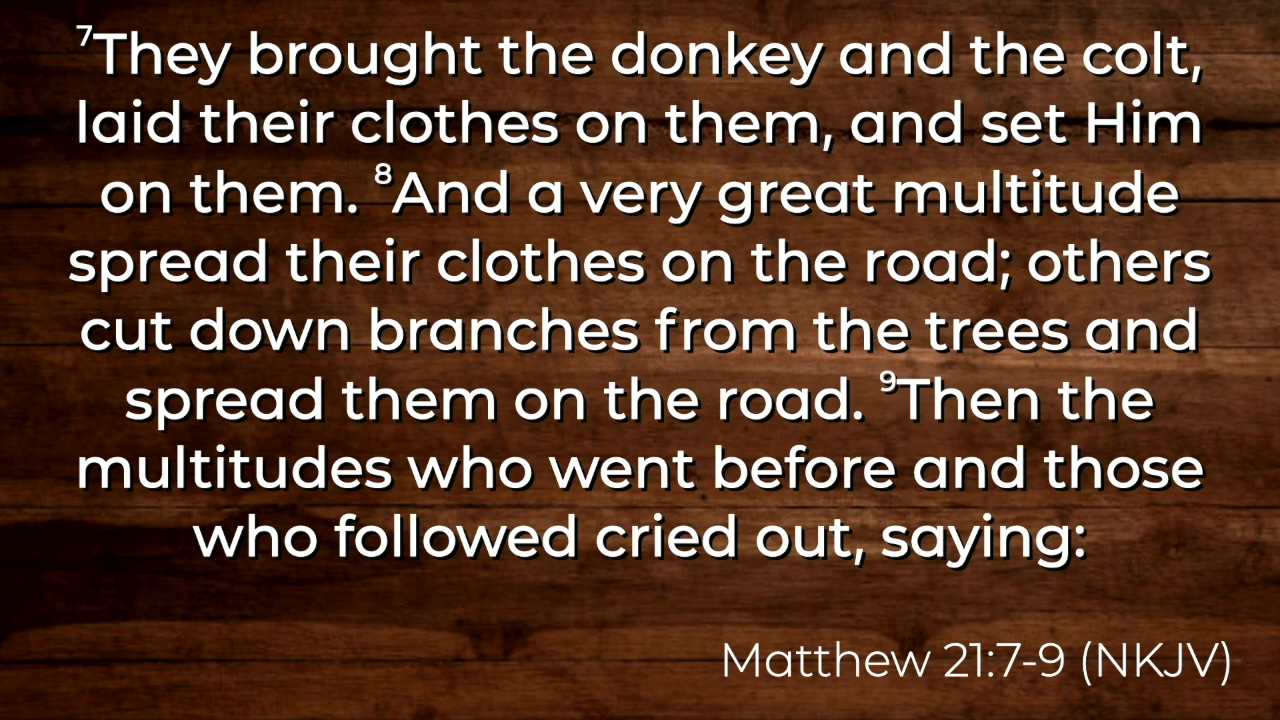 ⁷They brought the donkey and the colt,
laid their clothes on them, and set Him
on them. ⁸And a very great multitude
spread their clothes on the road; others
cut down branches from the trees and
spread them on the road. ⁹Then the
multitudes who went before and those
who followed cried out, saying:
Matthew 21:7-9 (NKJV)